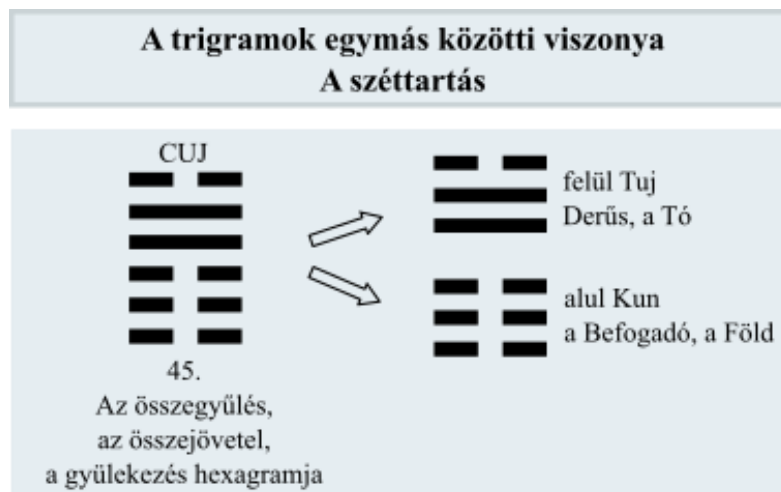 A trigramok egymás közötti viszonya
A széttartás
CUJ
45.
Az összegyűlés,
az összejövetel,
a gyülekezés hexagramja
felül Tuj
Derűs, a Tó
alul Kun
a Befogadó, a Föld